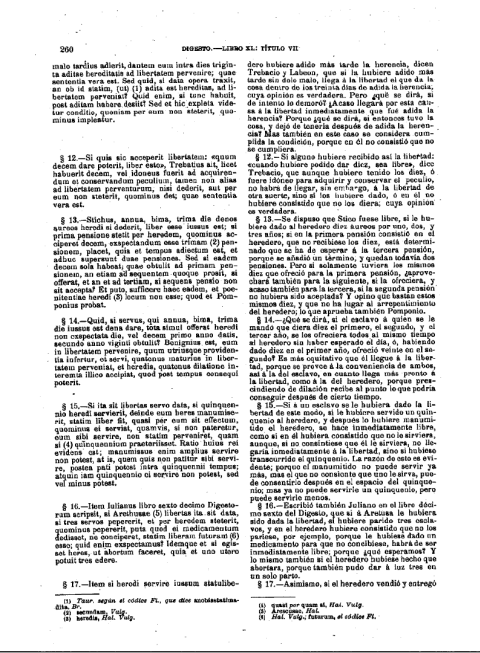 260
DIGESTO.—LIBRO XL: TÍTULO VII
malo tardius adierit, dantem eum intra dies trigin-
ta aditae hereditatis ad libertatem pervenire; quae
sententia vera est. Sed quid, si data opera traxit,
an ob id statim, (ut) (1) adita est hereditas, ad li-
bertatem perveniat? Quid enim, si tunc habuit,
post aditam habere desiit? Sed et hic expleta vide-
tur conditio, quoniam per eum non steterit, quo-
minus impleatur.
§ 12.—Si quis sic acceperit libertatem: «quum
decem dare poterit, liber esto», Trebatius ait, licet
habuerit decem, vel idoneus fuerit ad acquiren-
dum et conservandum peculium, tamen non alias
ad libertatem perventurum, nisi dederit, aut per
eum non steterit, quominus det; quae sententia
vera est.
§ 13.—Stichus, annua, bima, trima die denos
aureos heredi si dederit, liber esse iussus est; si
prima pensione stetit per heredem, quominus ac-
ciperet decem, exspectandum esse trimam (2) pen-
sionem, placet, quia et tempus adiectum est, et
adhuc supersunt duae pensiones. Sed si eadem
decem sola habeat; quae obtulit ad primam pen-
sionem, an etiam ad sequentem quoque prosit, si
offerat, et an et ad tertiam, si sequens pensio non
sit accepta? Et puto, sufficere haec eadem, et poe-
nitentiae heredi (3) locum non esse; quod et Pom-
ponius probat.
§ 14.—Quid, si servus, qui annua, bima, trima
die iussus est dena dare, tota simul offerat heredi
non exspectata die, vel decem primo anno datis,
secundo anno viginti obtulit? Benignius est, eum
in libertatem pervenire, quum utriusque providen-
tia infertur, et servi, quatenus maturius in liber-
tatem perveniat, et heredis, quatenus dilatione in-
teremta illico accipiat, quod post tempus consequi
poterit.
§ 15.—Si ita sit libertas servo data, si quinquen-
nio heredi servierit, deinde eum heres manumise-
rit, statim liber fit, quasi per eum sit effectum,
quominus ei serviat, quamvis, si non pateretur,
eum sibi servire, non statim perveniret, quam
si (4) quinquennium praeteriisset. Ratio huius rei
evidens est; manumissus enim amplius servire
non potest, at is, quem quis non patitur sibi servi-
re, postea pati potest intra quinquennii tempus;
atquin iam quinquennio ei servire non potest, sed
vel minus potest.
§ 16.—Item Iulianus libro sexto decimo Digesto-
rum scripsit, si Arethusae (5) libertas ita sit data,
si tres servos pepererit, et per heredem steterit,
quominus pepererit, puta quod ei medicamentum
dedisset, ne conciperet, statim liberam futuram (6)
esse; quid enim exspectamus? Idemque et si egis-
set heres, ut abortum faceret, quia et uno utero
potuit tres edere.
§ 17.—Item si heredi servire iussum statulibe-
(1) Taur. según el códice Fl., que dice anobisstatima-
dita, Br.
(2) secundam, Vulg.
(3) heredis, Hal. Vulg.
dero hubiere adido más tarde la herencia, dicen
Trebacio y Labeon, que si la hubiere adido más
tarde sin dolo malo, llega á la libertad el que da la
cosa dentro de los treinta días de adida la herencia;
cuya opinión es verdadera. Pero ¿qué se dirá, si
de intento lo demoró? ¿Acaso llegará por esta cau-
sa á la libertad inmediatamente que fué adida la
herencia? Porque ¿qué se dirá, si entonces tuvo la
cosa, y dejó de tenerla después de adida la heren-
cia? Mas también en este caso se considera cum-
plida la condición, porque en él no consistió que no
se cumpliera.
§ 12.—Si alguno hubiere recibido así la libertad:
«cuando hubiere podido dar diez, sea libre», dice
Trebacio, que aunque hubiere tenido los diez, ó
fuere idóneo para adquirir y conservar el peculio,
no habrá de llegar, sin embargo, á la libertad de
otra suerte, sino si los hubiere dado, ó en él no
hubiere consistido que no los diera; cuya opinión
es verdadera.
§ 13.—Se dispuso que Stico fuese libre, si le hu-
biere dado al heredero diez aureos por uno, dos, y
tres años; si en la primera pensión consistió en el
heredero, que no recibiese los diez, está determi-
nado que se ha de esperar á la tercera pensión,
porque se añadió un término, y quedan todavía dos
pensiones. Pero si solamente tuviere los mismos
diez que ofreció para la primera pensión, ¿aprove-
chará también para la siguiente, si la ofreciera, y
acaso también para la tercera, si la segunda pensión
no hubiera sido aceptada? Y opino que bastan estos
mismos diez, y que no ha lugar al arrepentimiento
del heredero; lo que aprueba también Pomponio.
§ 14.—¿Qué se dirá, si el esclavo á quien se le
mandó que diera diez el primero, el segundo, y el
tercer año, se los ofreciera todos al mismo tiempo
al heredero sin haber esperado el día, ó, habiendo
dado diez en el primer año, ofreció veinte en el se-
gundo? Es más equitativo que él llegue á la liber-
tad, porque se provee á la conveniencia de ambos,
así á la del esclavo, en cuanto llega más pronto á
la libertad, como á la del heredero, porque pres-
cindiendo de dilación recibe al punto lo que podría
conseguir después de cierto tiempo.
§ 15.—Si á un esclavo se le hubiera dado la li-
bertad de este modo, si le hubiere servido un quin-
quenio al heredero, y después lo hubiere manumi-
tido el heredero, se hace inmediatamente libre,
como si en él hubiera consistido que no le sirviera,
aunque, si no consintiese que él le sirviera, no lle-
garía inmediatamente á la libertad, sino si hubiese
transcurrido el quinquenio. La razón de esto es evi-
dente; porque el manumitido no puede servir ya
más, mas el que no consiente que uno le sirva, pue-
de consentirlo después en el espacio del quinque-
nio; mas ya no puede servirle un quinquenio, pero
puede servirle menos.
§ 16.—Escribió también Juliano en el libro déci-
mo sexto del Digesto, que si á Aretusa se hubiera
sido dada la libertad, si hubiere parido tres escla-
vos, y en el heredero hubiere consistido que no los
pariese, por ejemplo, porque le hubiese dado un
medicamento para que no concibiese, habrá de ser
inmediatamente libre; porque ¿qué esperamos? Y
lo mismo también si el heredero hubiese hecho que
abortara, porque también pudo dar á luz tres en
un solo parto.
§ 17.—Asimismo, si el heredero vendió y entregó
(4) quasi por quam si, Hal. Vulg.
(5) Arescusae, Hal.
(6) Hal. Vulg.; futurum, el códice Fl.